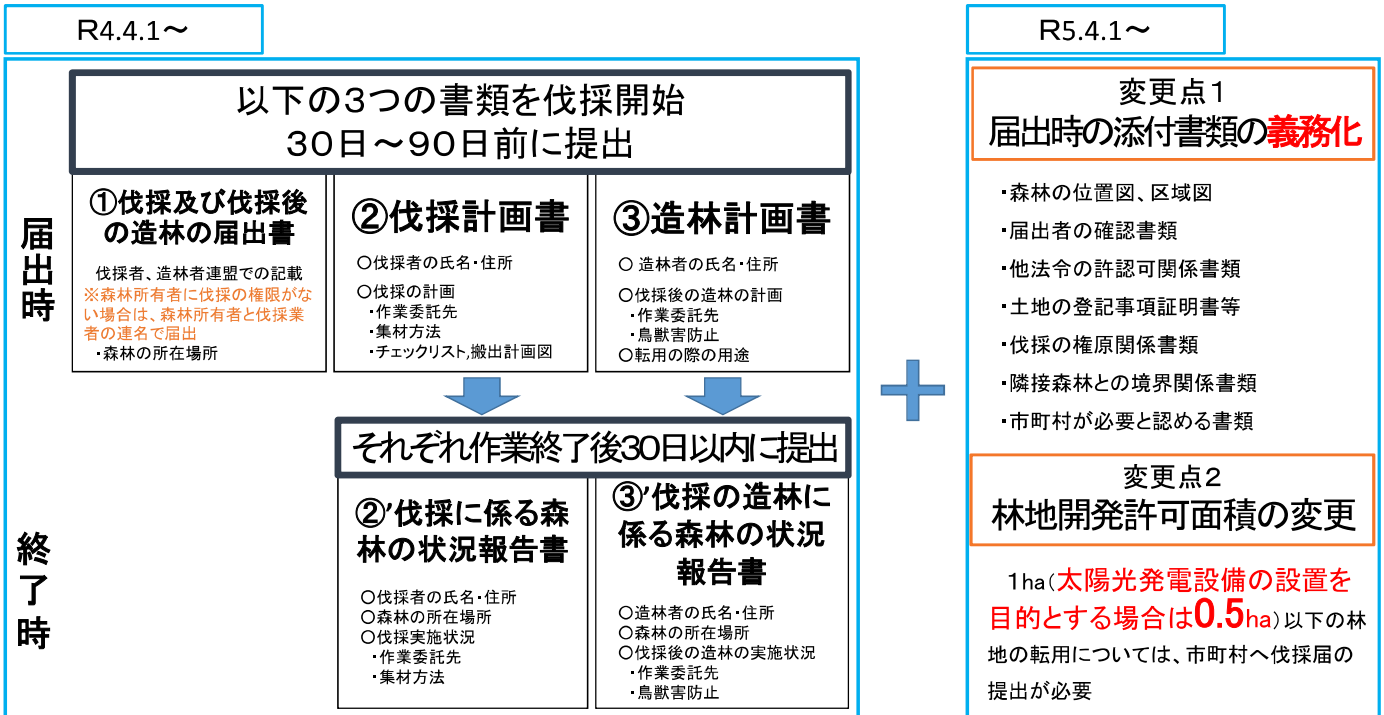 R4.4.1～
以下の3つの書類を伐採開始
30日～90日前に提出
届出時
①伐採及び伐採後
の造林の届出書
伐採者、造林者連盟での記載
※森林所有者に伐採の権限がな
い場合は、森林所有者と伐採業
者の連名で届出
・森林の所在場所
②伐採計画書
○伐採者の氏名・住所
○伐採の計画
・作業委託先
・集材方法
・チェックリスト,搬出計画図
③造林計画書
○ 造林者の氏名・住所
○伐採後の造林の計画
・作業委託先
・鳥獣害防止
○転用の際の用途
それぞれ作業終了後30日以内に提出
終了時
②’伐採に係る森
林の状況報告書
○伐採者の氏名・住所
○森林の所在場所
○伐採実施状況
・作業委託先
・集材方法
③’伐採の造林に
係る森林の状況
報告書
○造林者の氏名・住所
○森林の所在場所
○伐採後の造林の実施状況
・作業委託先
・鳥獣害防止
R5.4.1～
変更点1
届出時の添付書類の義務化
・森林の位置図、区域図
・届出者の確認書類
・他法令の許認可関係書類
・土地の登記事項証明書等
・伐採の権原関係書類
・隣接森林との境界関係書類
・市町村が必要と認める書類
変更点2
林地開発許可面積の変更
1ha(太陽光発電設備の設置を
目的とする場合は0.5ha)以下の林
地の転用については、市町村へ伐採届の
提出が必要